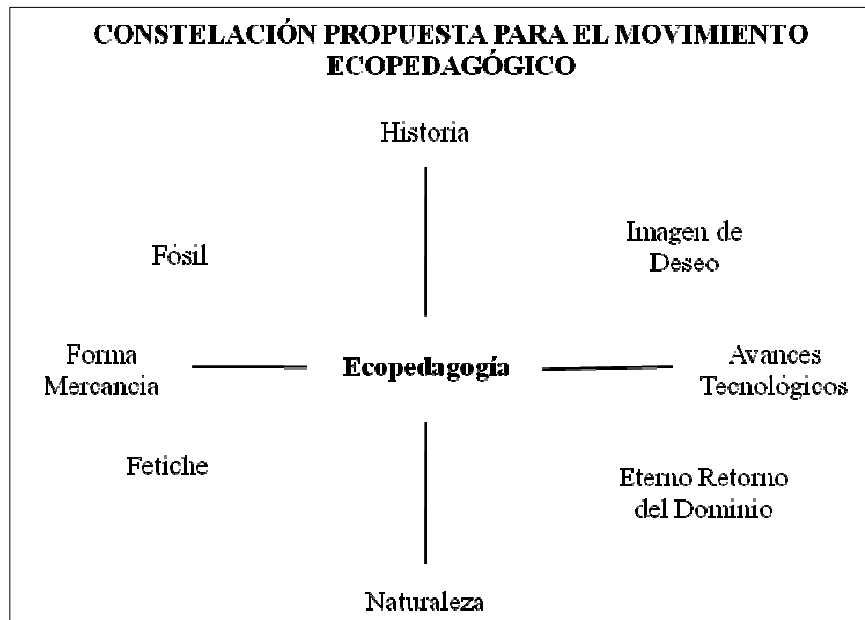 CONSTELACIÓN PROPUESTA PARA EL MOVIMIENTO
ECOPEDAGÓGICO
Historia
Fósil
Imagen de
Deseo
Forma
Mercancia
Ecopedagogía
Avances
Tecnológicos
Fetiche
Eterno Retorno
del Dominio
Naturaleza